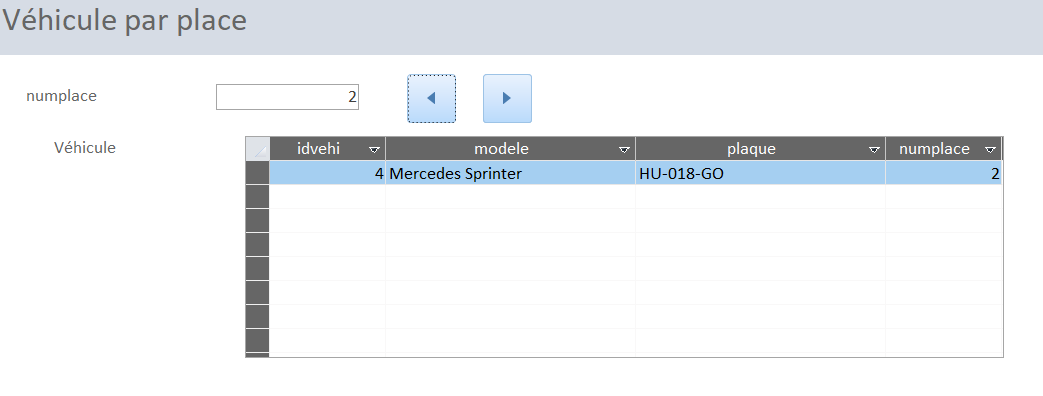 Véhicule par place
numplace 2
Véhicule
idvehi modele plaque numplace
4 Mercedes Sprinter HU-018-GO 2